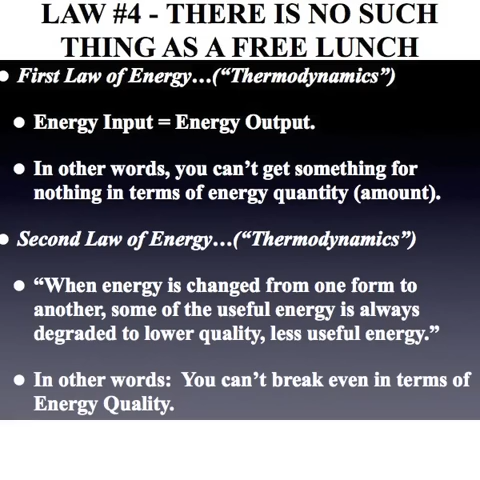 LAW #4 - THERE IS NO SUCH
THING AS A FREE LUNCH
● First Law of Energy…(“Thermodynamics”)
● Energy Input = Energy Output.
● In other words, you can’t get something for
nothing in terms of energy quantity (amount).
● Second Law of Energy…(“Thermodynamics”)
● “When energy is changed from one form to
another, some of the useful energy is always
degraded to lower quality, less useful energy.”
● In other words:  You can’t break even in terms of
Energy Quality.